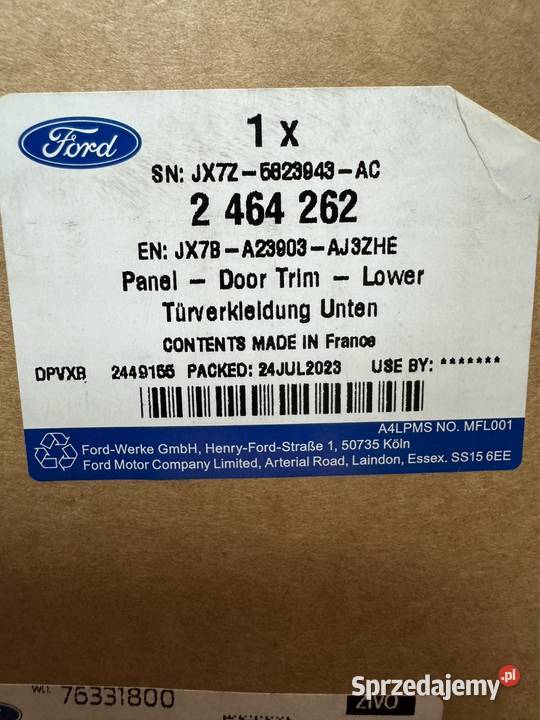 Ford
1 x
SN: JX7Z-5823943-AC
2 464 262
EN: JX7B-A23903-AJ3ZHE
Panel - Door Trim - Lower
Türverkleidung Unten
CONTENTS MADE IN France
DPVXB 2449155 PACKED: 24JUL2023 USE BY: *******
A4LPMS NO. MFL001
Ford-Werke GmbH, Henry-Ford-Straße 1, 50735 Köln
Ford Motor Company Limited, Arterial Road, Laindon, Essex. SS15 6EE
76331800
ZIVO
Sprzedajemy.pl